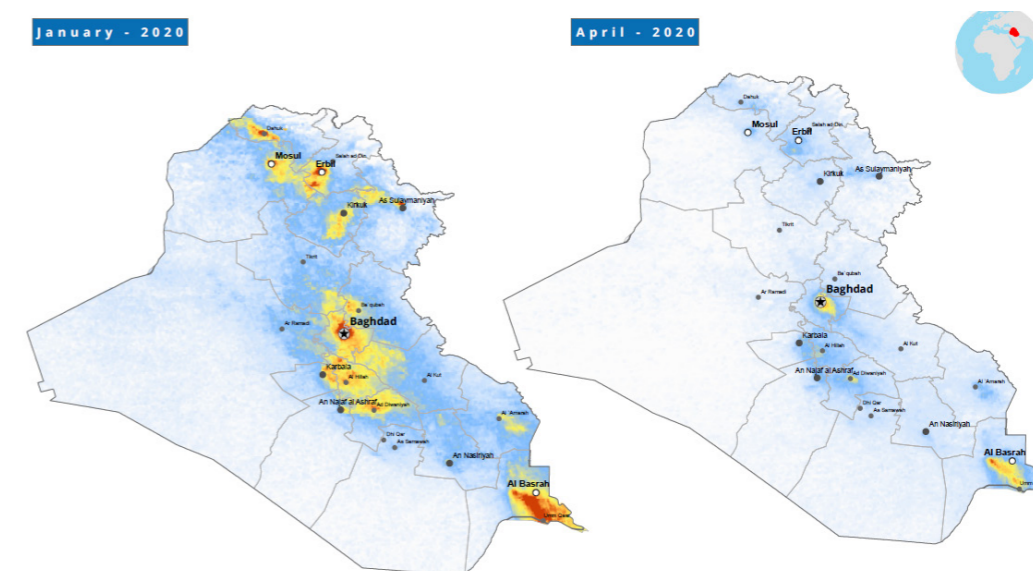 January - 2020
Dahuk
Mosul
Erbil
Salah ad Din
Kirkuk
As Sulaymaniyah
Tikrit
Ba`qubah
Baghdad
Ar Ramadi
Karbala
Al Hillah
Al Kut
An Najaf al Ashraf
Ad Diwaniyah
Al `Amarah
Dhi Qar
As Samawah
An Nasiriyah
Al Basrah
Umm Qasr
April - 2020
Dahuk
Mosul
Erbil
Salah ad Din
Kirkuk
As Sulaymaniyah
Tikrit
Ba`qubah
Ar Ramadi
Baghdad
Karbala
Al Hillah
Al Kut
An Najaf al Ashraf
Ad Diwaniyah
Al `Amarah
Dhi Qar
As Samawah
An Nasiriyah
Al Basrah
Umm